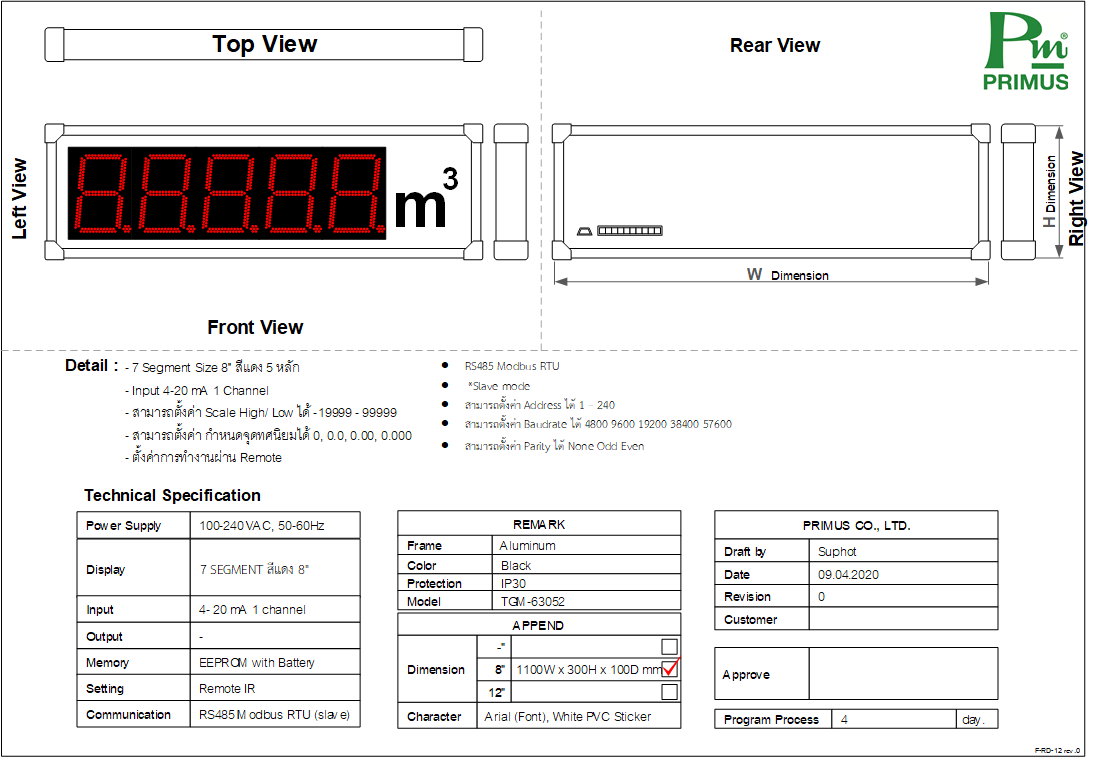 Top View
Rear View
Pm®
PRIMUS
Left View
m³
H Dimension
Right View
W Dimension
Front View
Detail :
- 7 Segment Size 8" สีแดง 5 หลัก
- Input 4-20 mA 1 Channel
- สามารถตั้งค่า Scale High/ Low ได้ -19999 - 99999
- สามารถตั้งค่า กำหนดจุดทศนิยมได้ 0, 0.0, 0.00, 0.000
- ตั้งค่าการทำงานผ่าน Remote
● RS485 Modbus RTU
● *Slave mode
● สามารถตั้งค่า Address ได้ 1 - 240
● สามารถตั้งค่า Baudrate ได้ 4800 9600 19200 38400 57600
● สามารถตั้งค่า Parity ได้ None Odd Even
Technical Specification
Power Supply 100-240 VAC, 50-60Hz
Display 7 SEGMENT สีแดง 8"
Input 4- 20 mA 1 channel
Output -
Memory EEPROM with Battery
Setting Remote IR
Communication RS485 Modbus RTU (slave)
REMARK
Frame Aluminum
Color Black
Protection IP30
Model TGM-63052
APPEND
Dimension
-"
8" 1100W x 300H x 100D mm
12"
Character Arial (Font), White PVC Sticker
PRIMUS CO., LTD.
Draft by Suphot
Date 09.04.2020
Revision 0
Customer
Approve
Program Process 4 day.
F-RD-12 rev.0